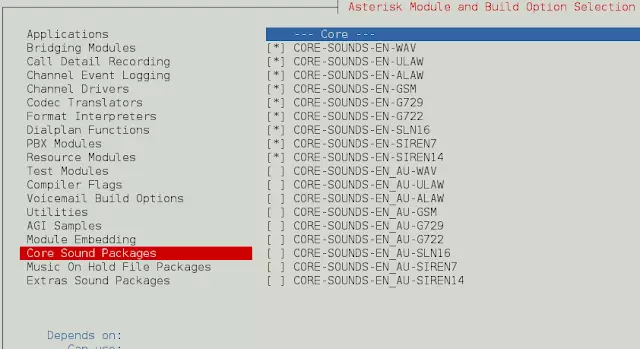 Asterisk Module and Build Option Selection
Applications
Bridging Modules
Call Detail Recording
Channel Event Logging
Channel Drivers
Codec Translators
Format Interpreters
Dialplan Functions
PBX Modules
Resource Modules
Test Modules
Compiler Flags
Voicemail Build Options
Utilities
AGI Samples
Module Embedding
Core Sound Packages
Music On Hold File Packages
Extras Sound Packages
--- Core ---
[*] CORE-SOUNDS-EN-WAV
[*] CORE-SOUNDS-EN-ULAW
[*] CORE-SOUNDS-EN-ALAW
[*] CORE-SOUNDS-EN-GSM
[*] CORE-SOUNDS-EN-G729
[*] CORE-SOUNDS-EN-G722
[*] CORE-SOUNDS-EN-SLN16
[*] CORE-SOUNDS-EN-SIREN7
[*] CORE-SOUNDS-EN-SIREN14
[ ] CORE-SOUNDS-EN_AU-WAV
[ ] CORE-SOUNDS-EN_AU-ULAW
[ ] CORE-SOUNDS-EN_AU-ALAW
[ ] CORE-SOUNDS-EN_AU-GSM
[ ] CORE-SOUNDS-EN_AU-G729
[ ] CORE-SOUNDS-EN_AU-G722
[ ] CORE-SOUNDS-EN_AU-SLN16
[ ] CORE-SOUNDS-EN_AU-SIREN7
[ ] CORE-SOUNDS-EN_AU-SIREN14
Depends on:
Can use: